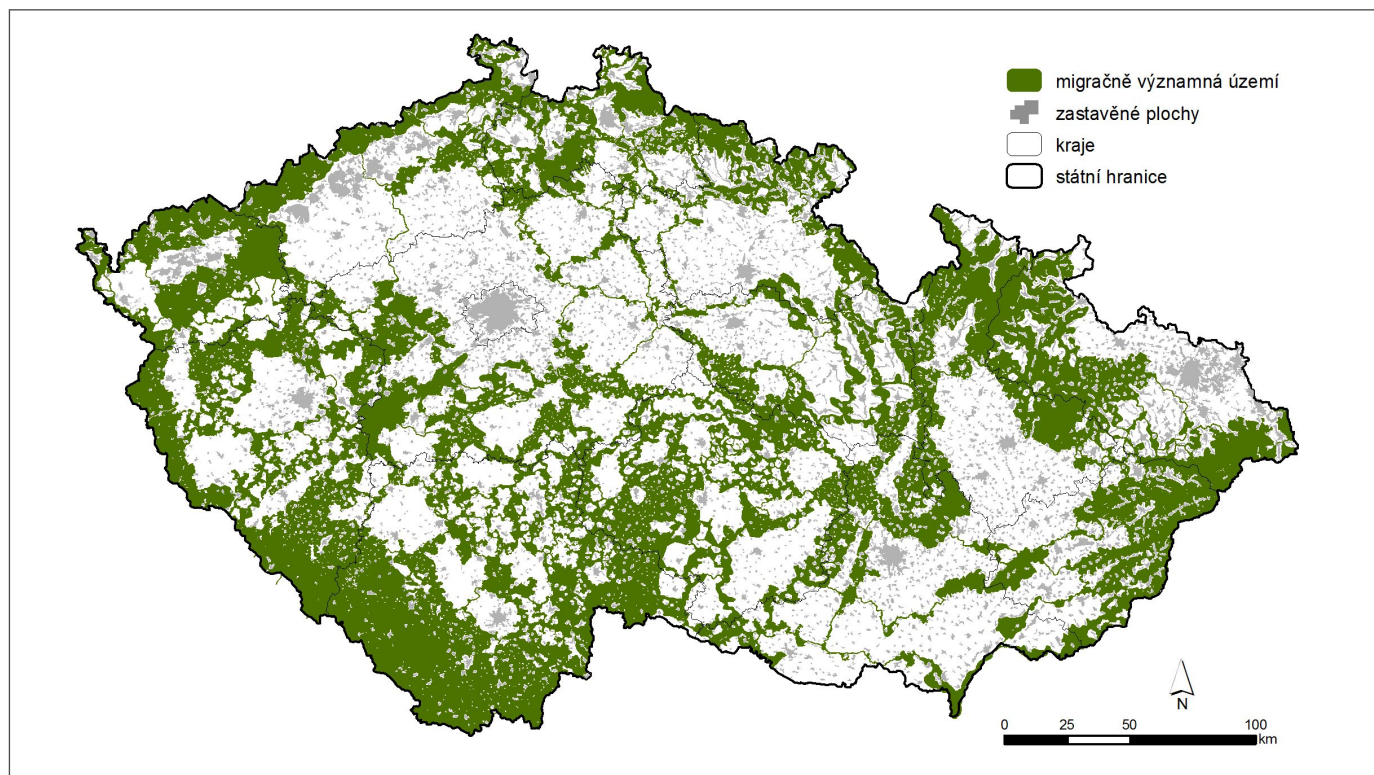 migračně významná území
zastavěné plochy
kraje
státní hranice
N
0 25 50 100
km